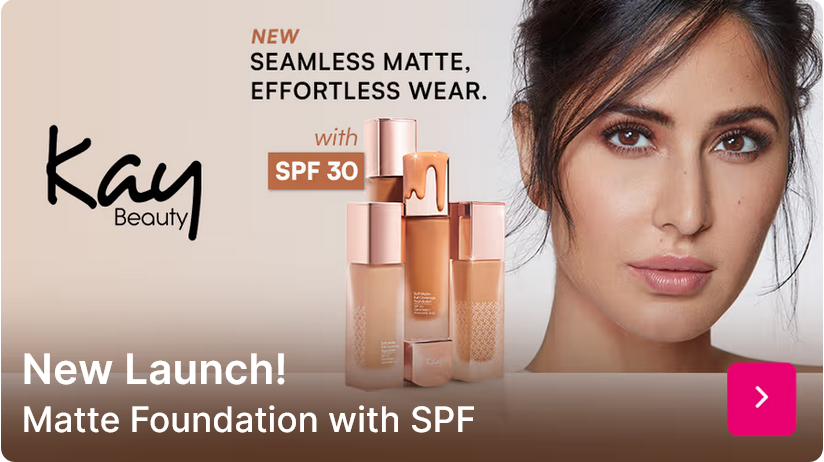 NEW
SEAMLESS MATTE,
EFFORTLESS WEAR.
with
SPF 30
Kay
Beauty
New Launch!
Matte Foundation with SPF